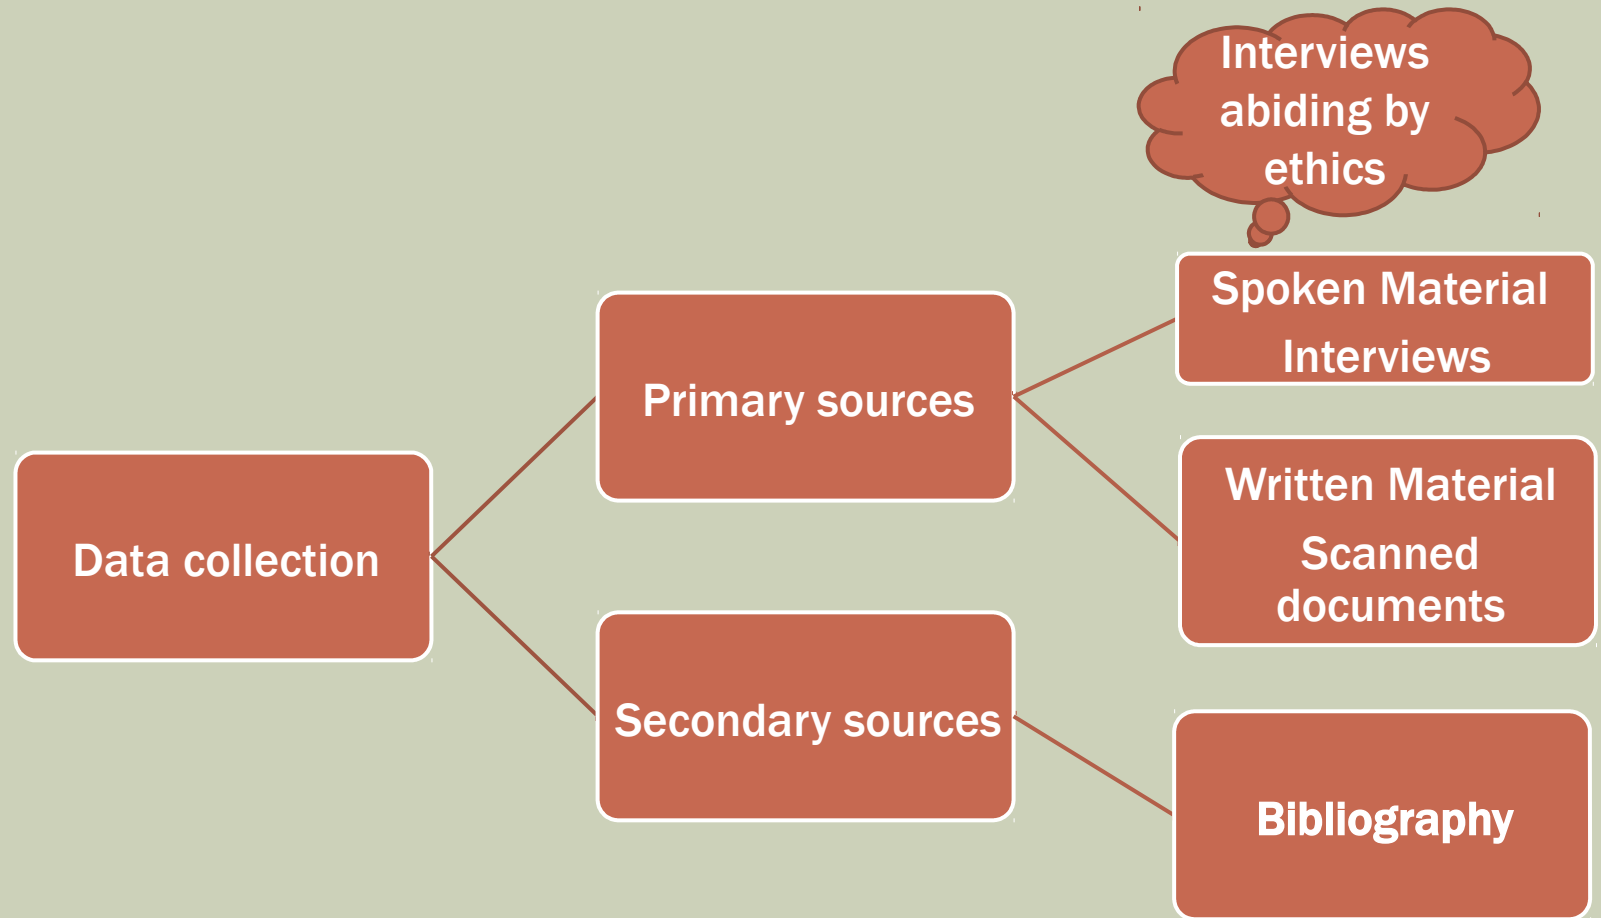 Interviews
abiding by
ethics
Spoken Material
Interviews
Primary sources
Written Material
Scanned
documents
Data collection
Secondary sources
Bibliography